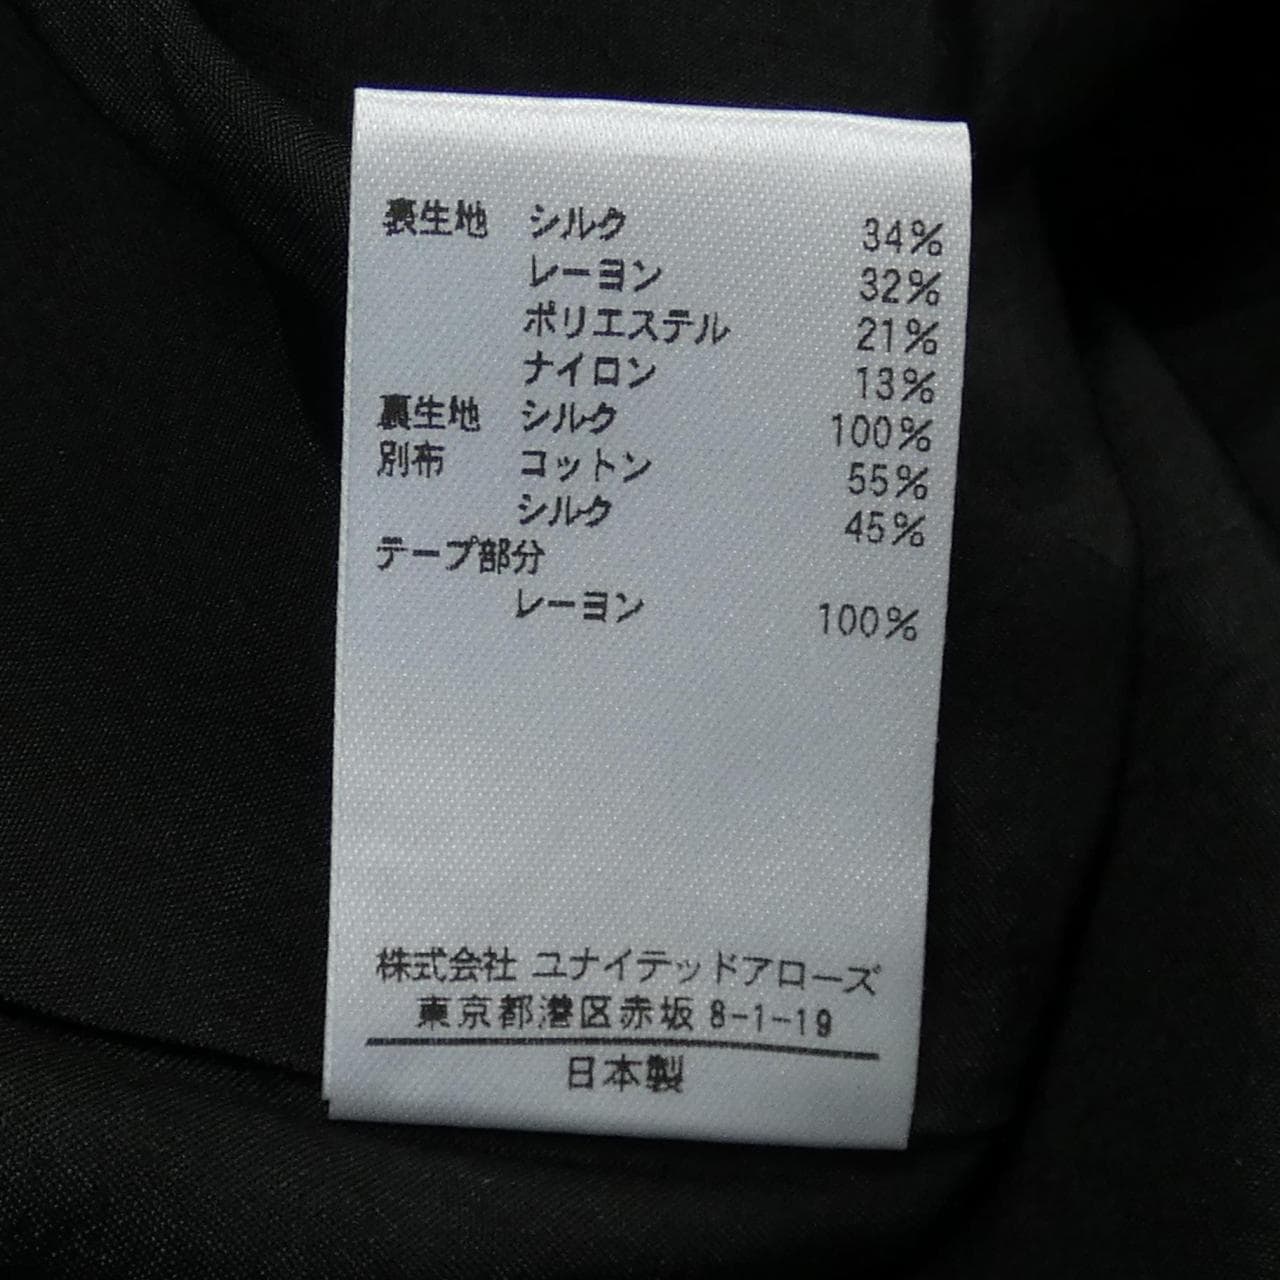 表生地 シルク 34%
レーヨン 32%
ポリエステル 21%
ナイロン 13%
裏生地 シルク 100%
別布 コットン 55%
シルク 45%
テープ部分
レーヨン 100%
株式会社 ユナイテッドアローズ
東京都港区赤坂 8-1-19
日本製